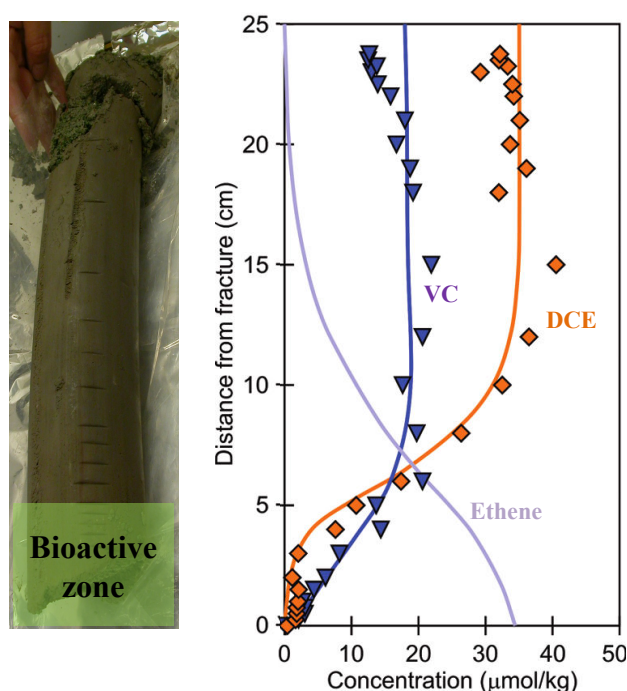 Bioactive
zone
25
20
15
10
5
0
Distance from fracture (cm)
VC
DCE
Ethene
0
10
20
30
40
50
Concentration (μmol/kg)